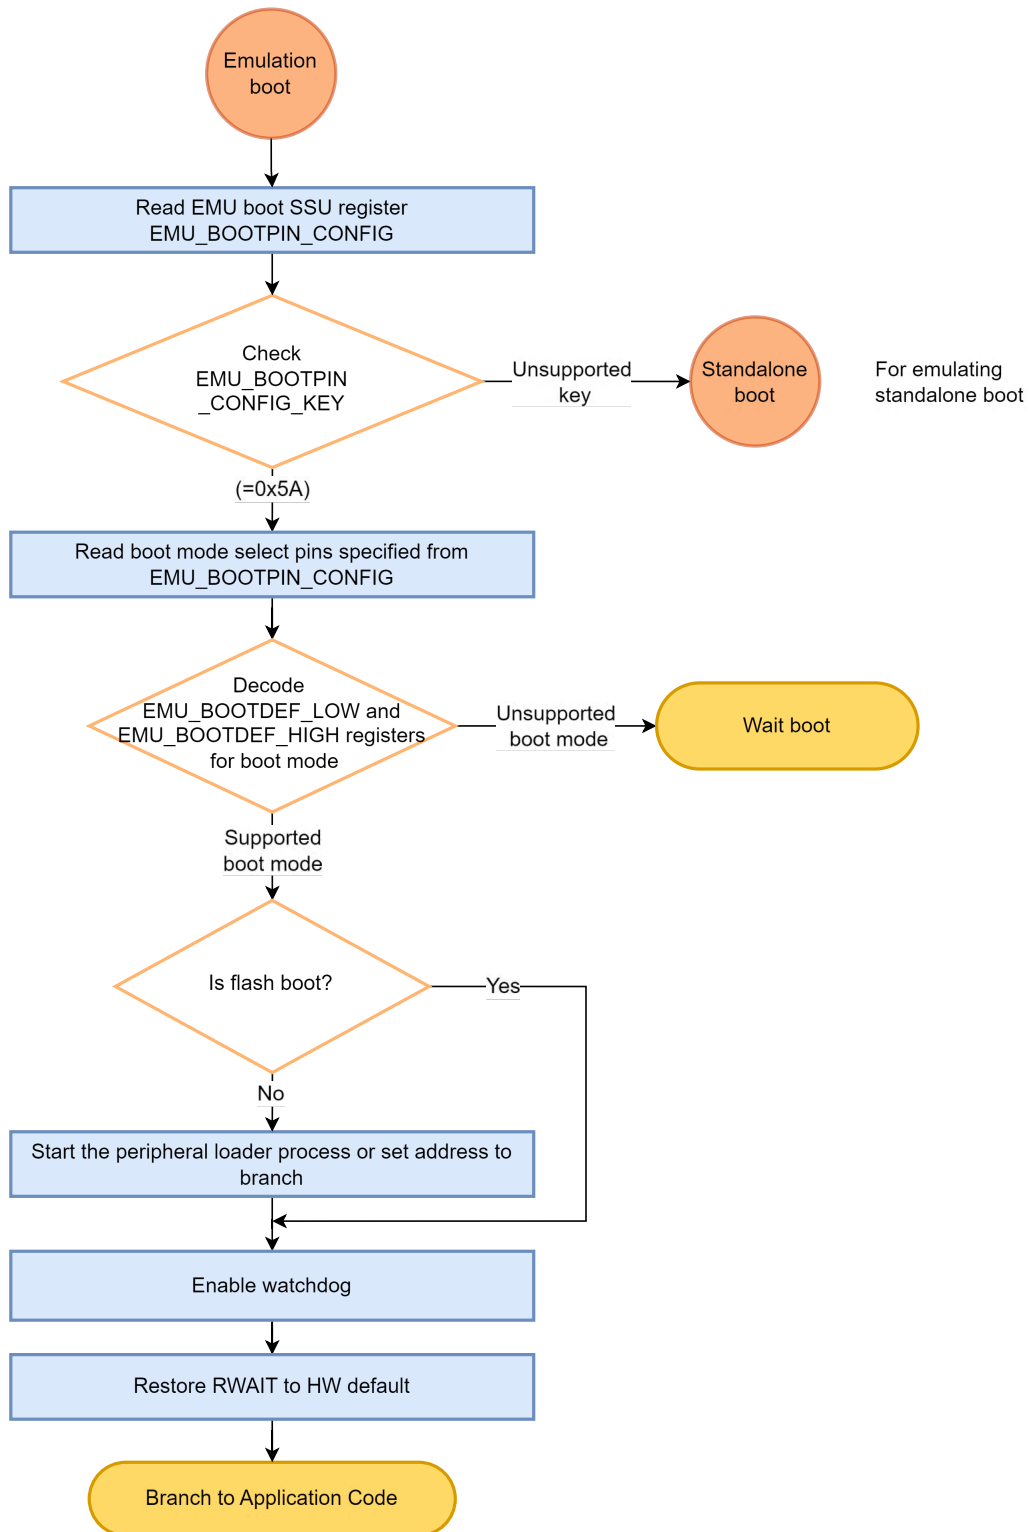 Emulation
boot
Read EMU boot SSU register
EMU_BOOTPIN_CONFIG
Check
EMU_BOOTPIN
_CONFIG_KEY
Unsupported
key
Standalone
boot
For emulating
standalone boot
(=0x5A)
Read boot mode select pins specified from
EMU_BOOTPIN_CONFIG
Decode
EMU_BOOTDEF_LOW and
EMU_BOOTDEF_HIGH registers
for boot mode
Unsupported
boot mode
Wait boot
Supported
boot mode
Is flash boot?
Yes
No
Start the peripheral loader process or set address to
branch
Enable watchdog
Restore RWAIT to HW default
Branch to Application Code